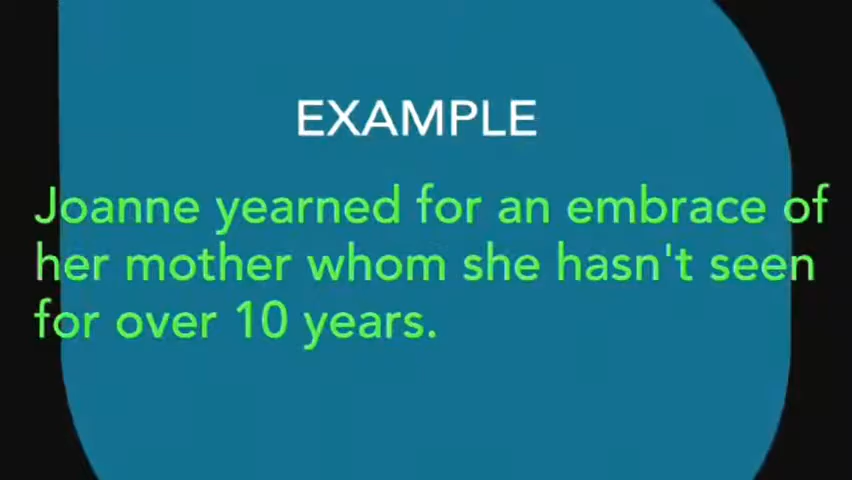 EXAMPLE
Joanne yearned for an embrace of
her mother whom she hasn't seen
for over 10 years.